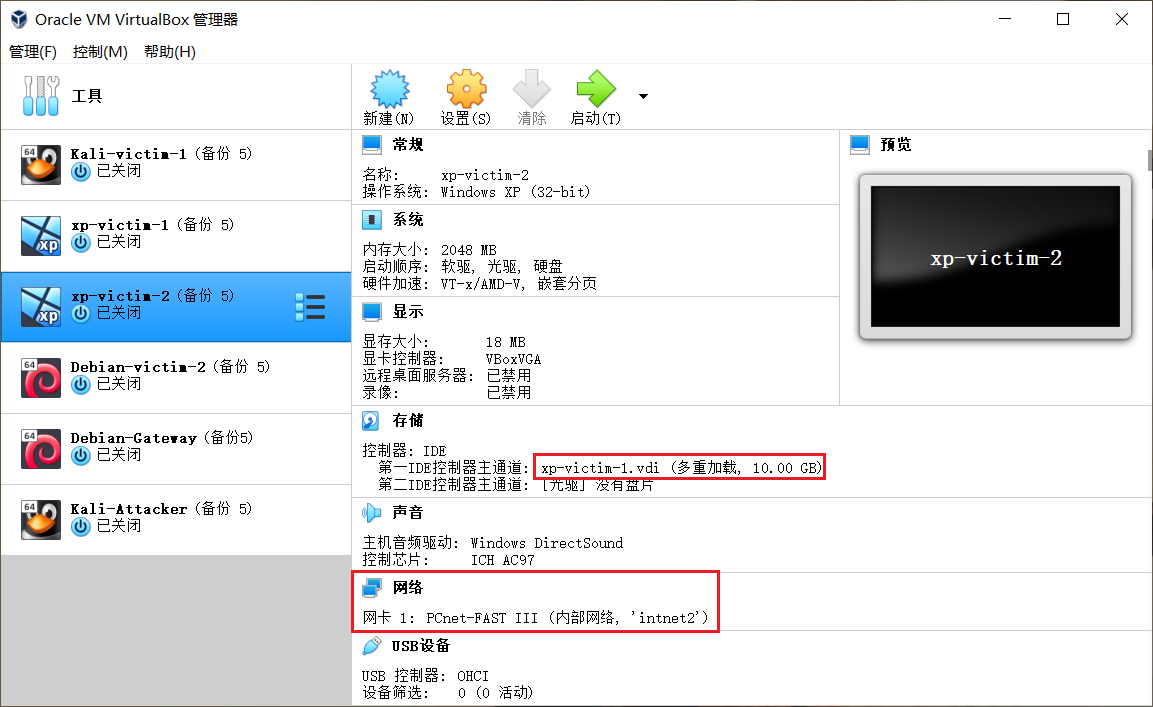 Oracle VM VirtualBox 管理器
管理(F) 控制(M) 帮助(H)
工具
新建(N) 设置(S) 清除 启动(T)
64
Kali-victim-1 (备份 5)
已关闭
xp
xp-victim-1 (备份 5)
已关闭
xp
xp-victim-2 (备份 5)
已关闭
64
Debian-victim-2 (备份 5)
已关闭
64
Debian-Gateway (备份5)
已关闭
64
Kali-Attacker (备份 5)
已关闭
常规
名称: xp-victim-2
操作系统: Windows XP (32-bit)
系统
内存大小: 2048 MB
启动顺序: 软驱, 光驱, 硬盘
硬件加速: VT-x/AMD-V, 嵌套分页
显示
显存大小: 18 MB
显卡控制器: VBoxVGA
远程桌面服务器: 已禁用
录像: 已禁用
存储
控制器: IDE
第一IDE控制器主通道: xp-victim-1.vdi (多重加载, 10.00 GB)
第二IDE控制器主通道: [光驱] 没有盘片
声音
主机音频驱动: Windows DirectSound
控制芯片: ICH AC97
网络
网卡 1: PCnet-FAST III (内部网络, 'intnet2')
USB设备
USB 控制器: OHCI
设备筛选: 0 (0 活动)
预览
xp-victim-2